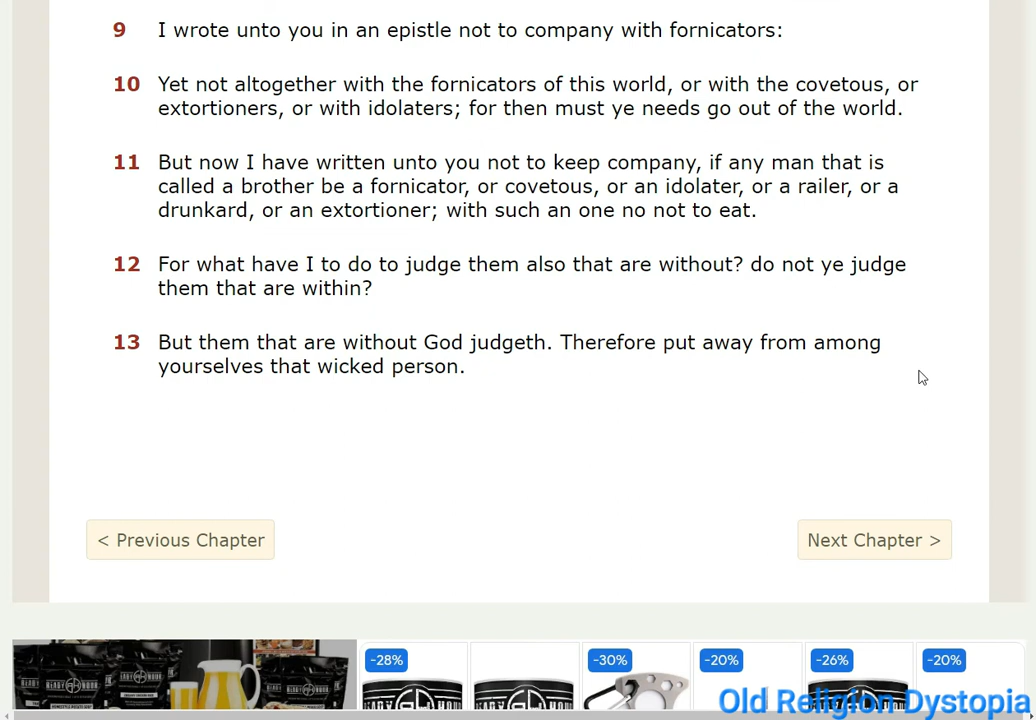 9 I wrote unto you in an epistle not to company with fornicators:
10 Yet not altogether with the fornicators of this world, or with the covetous, or
extortioners, or with idolaters; for then must ye needs go out of the world.
11 But now I have written unto you not to keep company, if any man that is
called a brother be a fornicator, or covetous, or an idolater, or a railer, or a
drunkard, or an extortioner; with such an one no not to eat.
12 For what have I to do to judge them also that are without? do not ye judge
them that are within?
13 But them that are without God judgeth. Therefore put away from among
yourselves that wicked person.
< Previous Chapter
Next Chapter >
-28%
-30%
-20%
-26%
-20%
READY HOUR
READY HOUR
Old Religion Dystopia